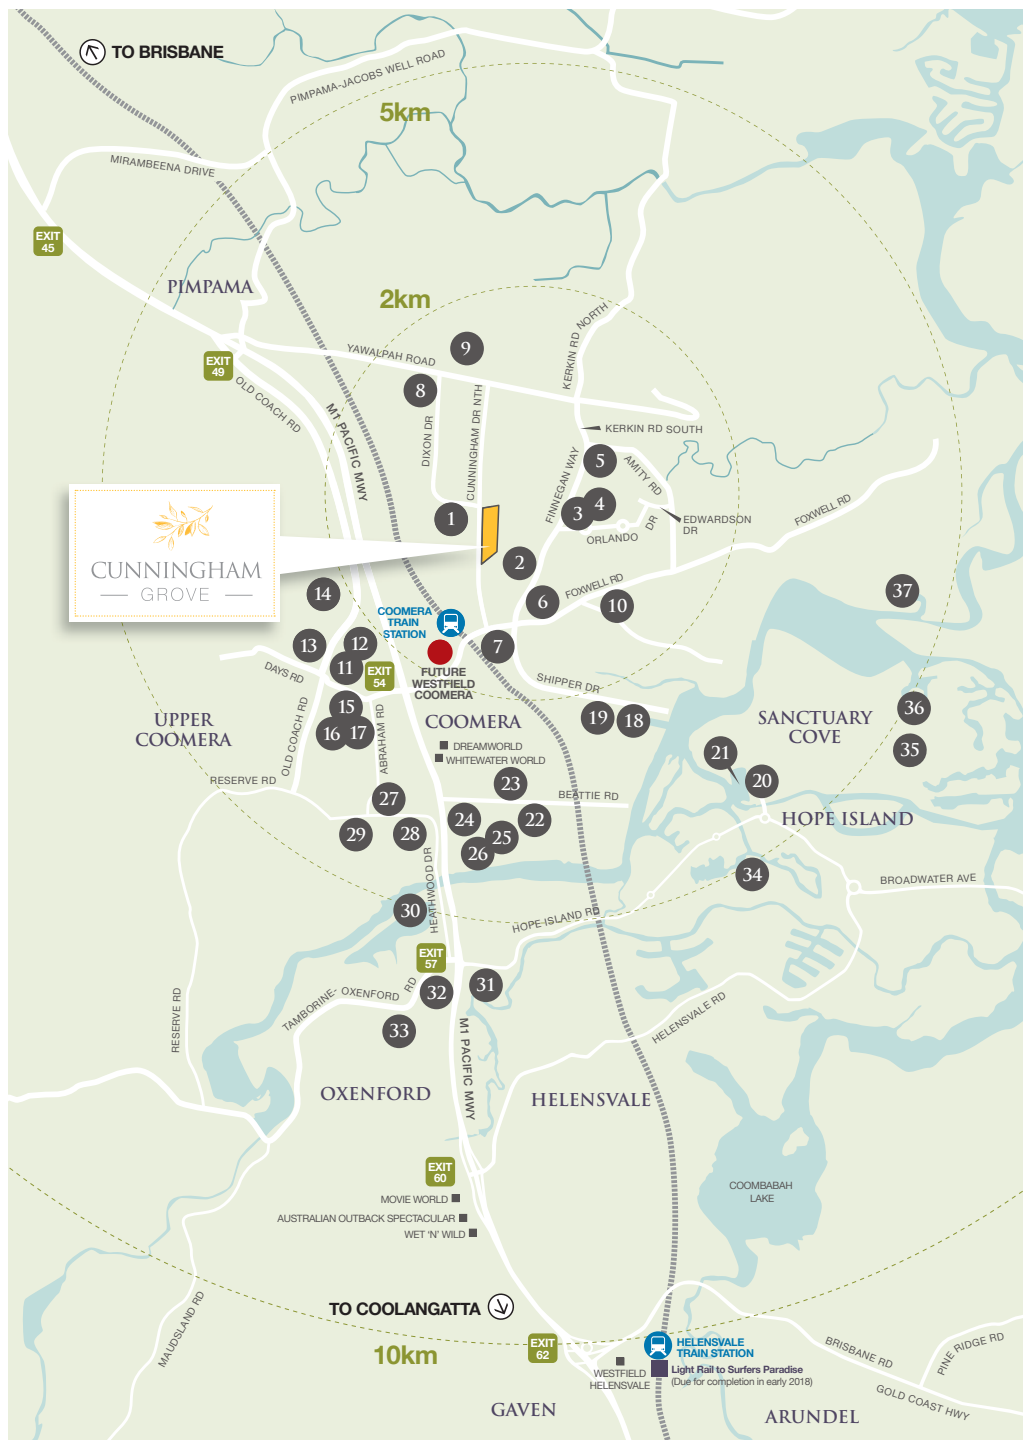 TO BRISBANE
PIMPAMA-JACOBS WELL ROAD
5km
MIRAMBEENA DRIVE
EXIT
45
PIMPAMA
2km
KERKIN RD NORTH
9
YAWALPAH ROAD
EXIT
49
8
OLD COACH RD
M1 PACIFIC MWY
DIXON DR
CUNNINGHAM DR NTH
KERKIN RD SOUTH
FINNEGAN WAY
5
AMITY RD
4
3
1
EDWARDSON
DR
ORLANDO
DR
FOXWELL RD
CUNNINGHAM
GROVE
2
FOXWELL RD
14
6
10
37
COOMERA
TRAIN
STATION
13
12
7
11
DAYS RD
EXIT
54
FUTURE
WESTFIELD
COOMERA
SHIPPER DR
UPPER
COOMERA
OLD COACH RD
15
16
17
ABRAHAM RD
COOMERA
19
18
SANCTUARY
COVE
36
35
21
20
DREAMWORLD
WHITEWATER WORLD
RESERVE RD
23
BEATTIE RD
HOPE ISLAND
27
29
28
24
22
25
26
HEATHWOOD DR
34
BROADWATER AVE
30
HOPE ISLAND RD
EXIT
57
31
32
TAMBORINE-OXENFORD RD
33
RESERVE RD
M1 PACIFIC MWY
HELENSVALE RD
OXENFORD
HELENSVALE
EXIT
60
MOVIE WORLD
AUSTRALIAN OUTBACK SPECTACULAR
WET 'N' WILD
COOMBABAH
LAKE
MAUDSLAND RD
TO COOLANGATTA
10km
EXIT
62
HELENSVALE
TRAIN STATION
WESTFIELD
HELENSVALE
Light Rail to Surfers Paradise
(Due for completion in early 2018)
BRISBANE RD
PINE RIDGE RD
GOLD COAST HWY
GAVEN
ARUNDEL